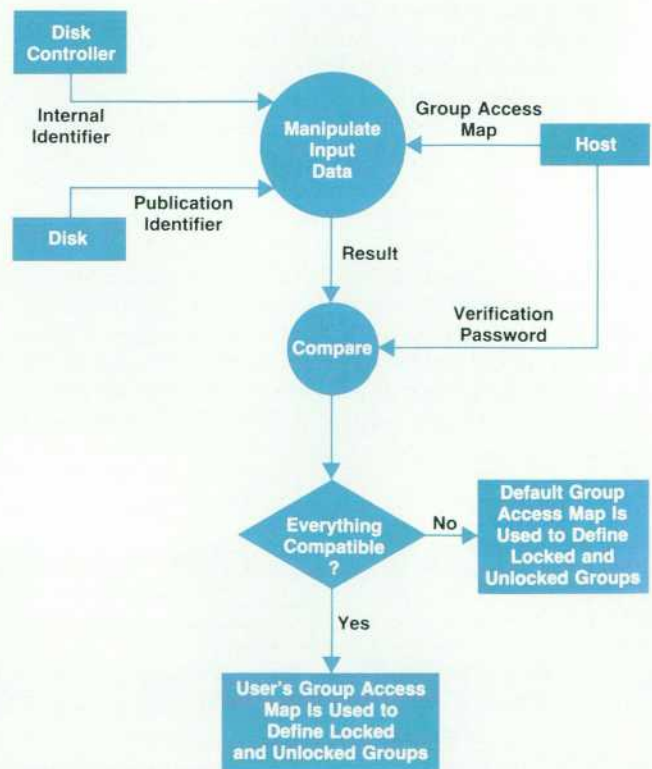 Disk
Controller
Internal
Identifier
Manipulate
Input
Data
Group Access
Map
Host
Publication
Identifier
Disk
Result
Verification
Password
Compare
Everything
Compatible
?
No
Default Group
Access Map Is
Used to Define
Locked and
Unlocked Groups
Yes
User's Group Access
Map Is Used to
Define Locked
and Unlocked Groups